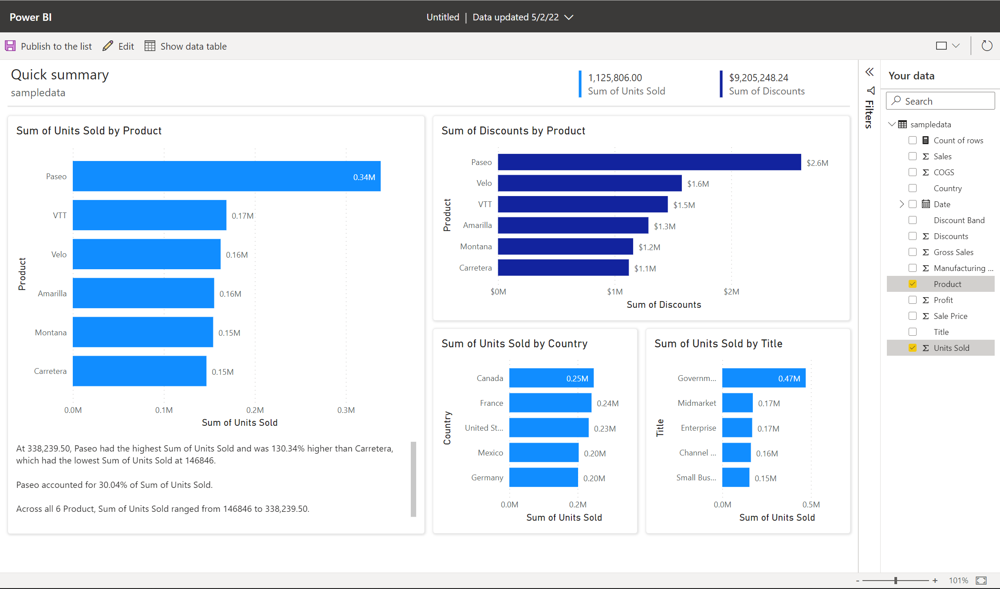 Power BI
Untitled | Data updated 5/2/22
Publish to the list
Edit
Show data table
Quick summary
sampledata
1,125,806.00
Sum of Units Sold
$9,205,248.24
Sum of Discounts
Sum of Units Sold by Product
Product
Paseo
0.34M
VTT
0.17M
Velo
0.16M
Amarilla
0.16M
Montana
0.15M
Carretera
0.15M
0.0M
0.1M
0.2M
0.3M
Sum of Units Sold
At 338,239.50, Paseo had the highest Sum of Units Sold and was 130.34% higher than Carretera,
which had the lowest Sum of Units Sold at 146846.
Paseo accounted for 30.04% of Sum of Units Sold.
Across all 6 Product, Sum of Units Sold ranged from 146846 to 338,239.50.
Sum of Discounts by Product
Product
Paseo
$2.6M
Velo
$1.6M
VTT
$1.5M
Amarilla
$1.3M
Montana
$1.2M
Carretera
$1.1M
$0M
$1M
$2M
Sum of Discounts
Sum of Units Sold by Country
Country
Canada
0.25M
France
0.24M
United St...
0.23M
Mexico
0.20M
Germany
0.20M
0.0M
0.2M
Sum of Units Sold
Sum of Units Sold by Title
Title
Governm...
0.47M
Midmarket
0.17M
Enterprise
0.17M
Channel ...
0.16M
Small Bus...
0.15M
0.0M
0.5M
Sum of Units Sold
Filters
Your data
Search
sampledata
Count of rows
Sales
COGS
Country
Date
Discount Band
Discounts
Gross Sales
Manufacturing ...
Product
Profit
Sale Price
Title
Units Sold
- + 101%